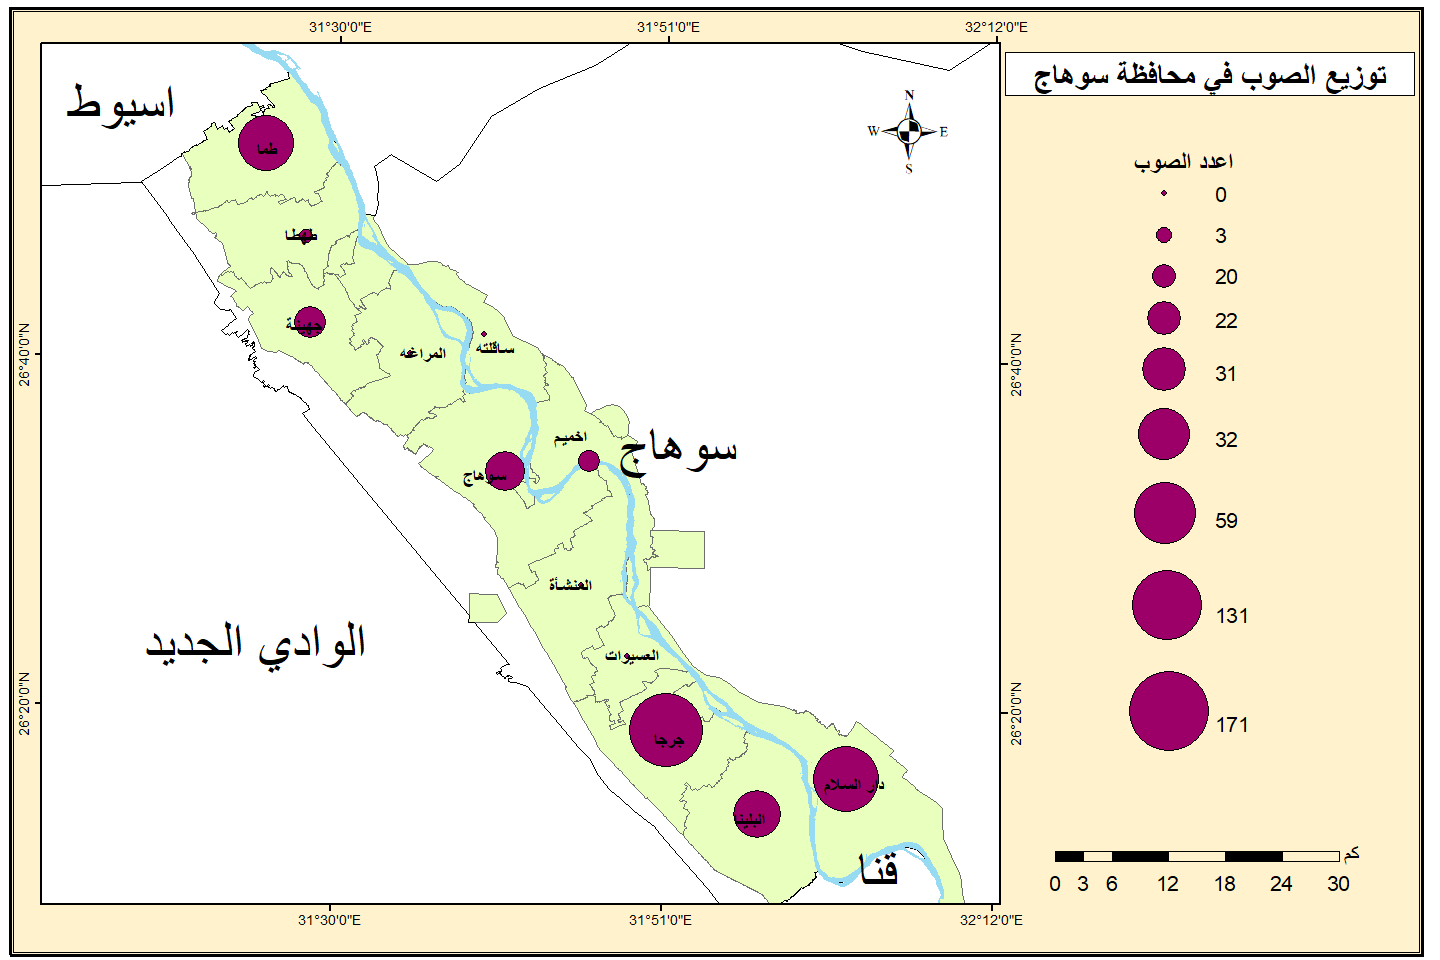 31°30'0"E 31°51'0"E 32°12'0"E
توزيع الصوب في محافظة سوهاج
N
W E
S
اسيوط
طما
طهطا
جهينة
المراغه
ساقلته
26°40'0"N
26°40'0"N
اخميم
سوهاج
سوهاج
المنشأة
العسيرات
الوادي الجديد
26°20'0"N
26°20'0"N
جرجا
دار السلام
البلينا
قنا
اعدد الصوب
0
3
20
22
31
32
59
131
171
كم
0 3 6 12 18 24 30
31°30'0"E 31°51'0"E 32°12'0"E